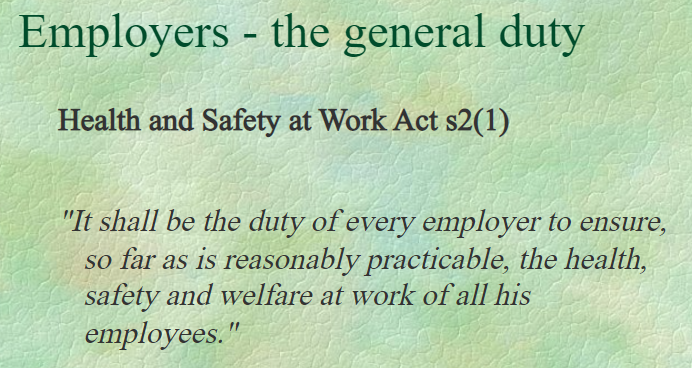 Employers - the general duty
Health and Safety at Work Act s2(1)
"It shall be the duty of every employer to ensure,
so far as is reasonably practicable, the health,
safety and welfare at work of all his
employees."